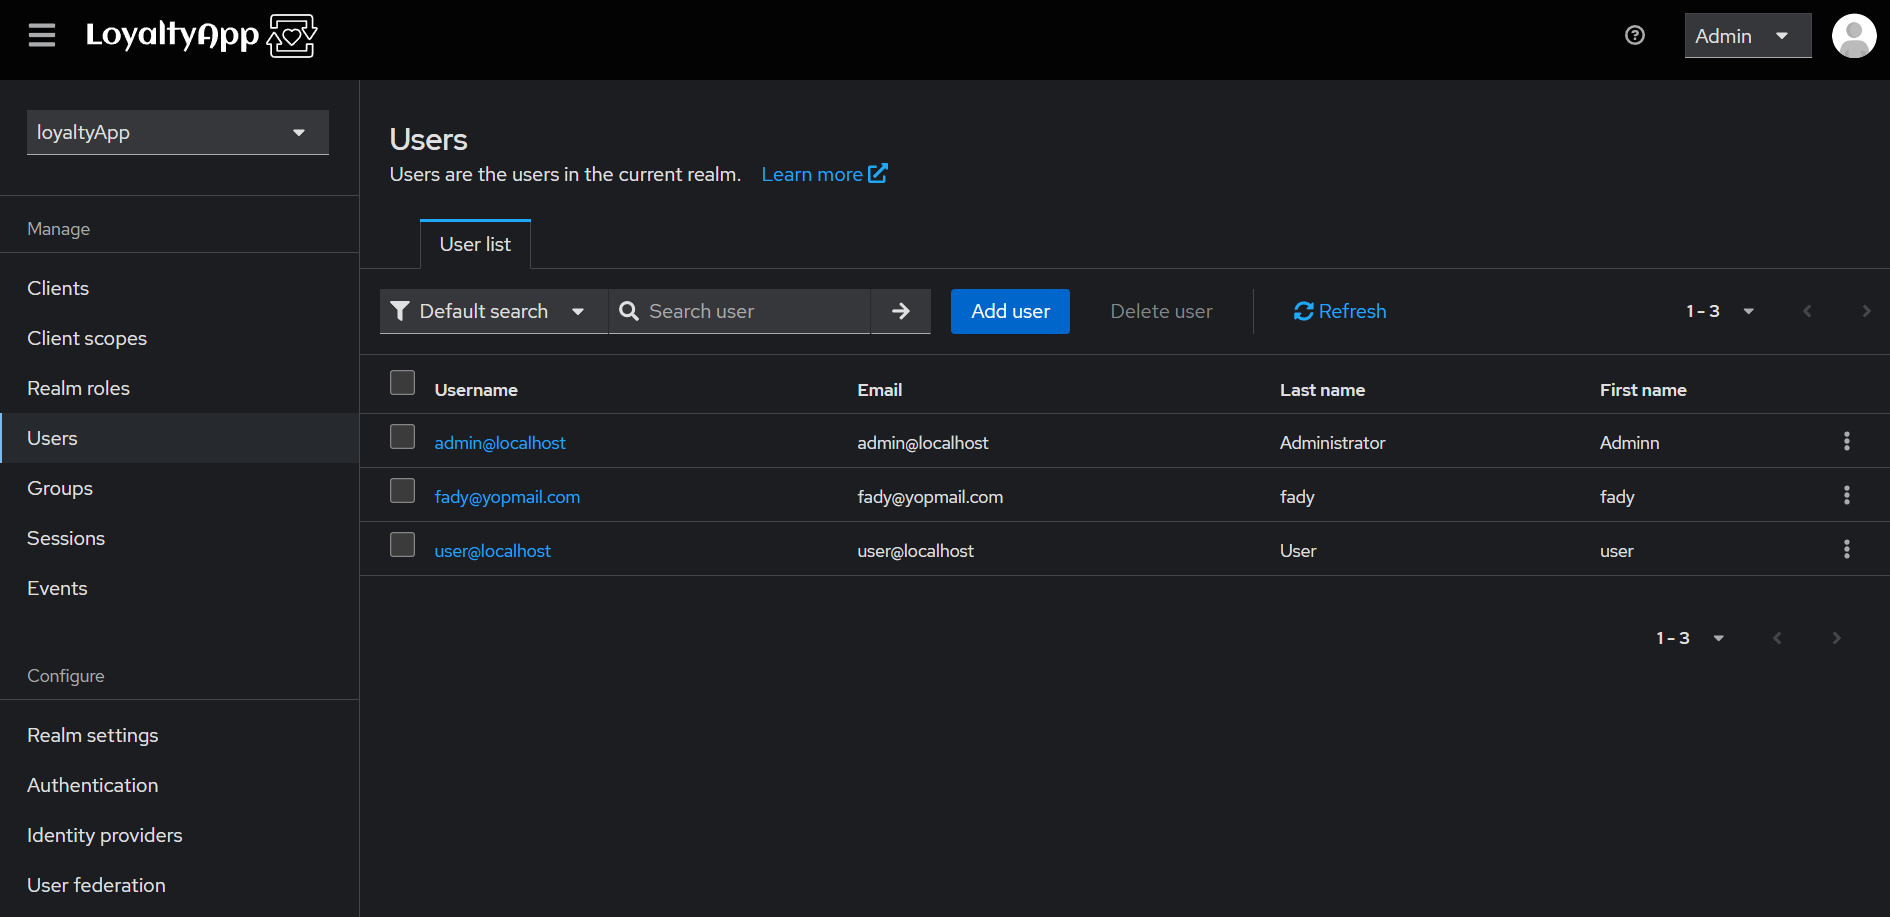 LoyaltyApp
Admin
loyaltyApp
Manage
Clients
Client scopes
Realm roles
Users
Groups
Sessions
Events
Configure
Realm settings
Authentication
Identity providers
User federation
Users
Users are the users in the current realm. Learn more
User list
Default search Search user Add user Delete user Refresh 1 - 3
Username Email Last name First name
admin@localhost admin@localhost Administrator Adminn
fady@yopmail.com fady@yopmail.com fady fady
user@localhost user@localhost User user
1 - 3